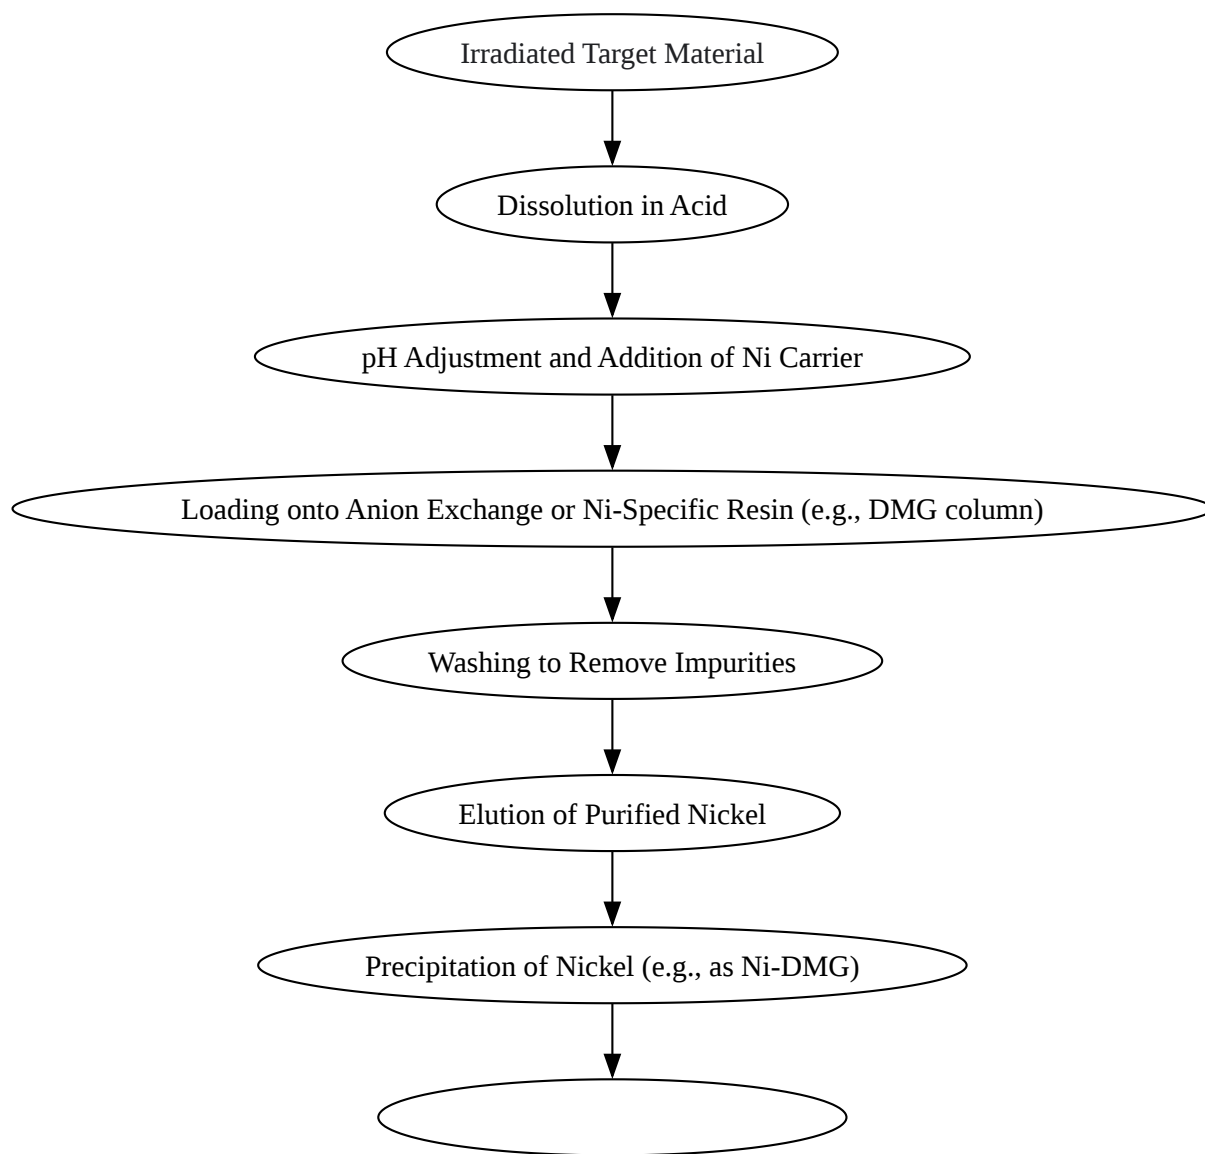 Irradiated Target Material
Dissolution in Acid
pH Adjustment and Addition of Ni Carrier
Loading onto Anion Exchange or Ni-Specific Resin (e.g., DMG column)
Washing to Remove Impurities
Elution of Purified Nickel
Precipitation of Nickel (e.g., as Ni-DMG)